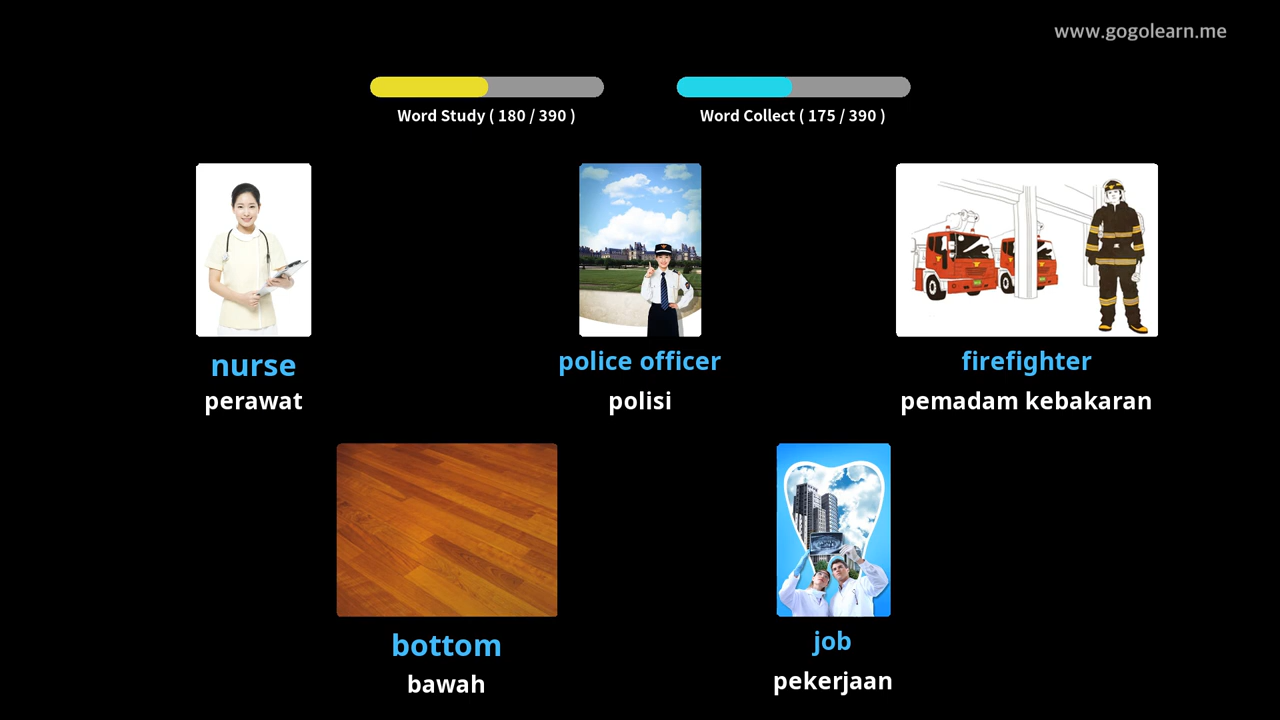 www.gogolearn.me
Word Study ( 180 / 390 )
Word Collect ( 175 / 390 )
nurse
perawat
police officer
polisi
firefighter
pemadam kebakaran
bottom
bawah
job
pekerjaan